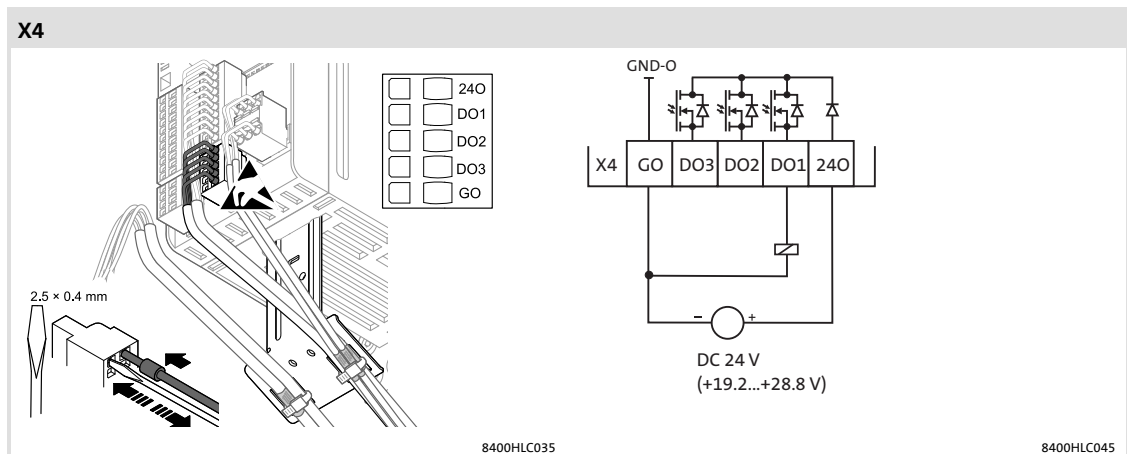 X4
24O
DO1
DO2
DO3
GO
2.5 × 0.4 mm
8400HLC035
GND-O
X4 GO DO3 DO2 DO1 24O
– +
DC 24 V
(+19.2...+28.8 V)
8400HLC045